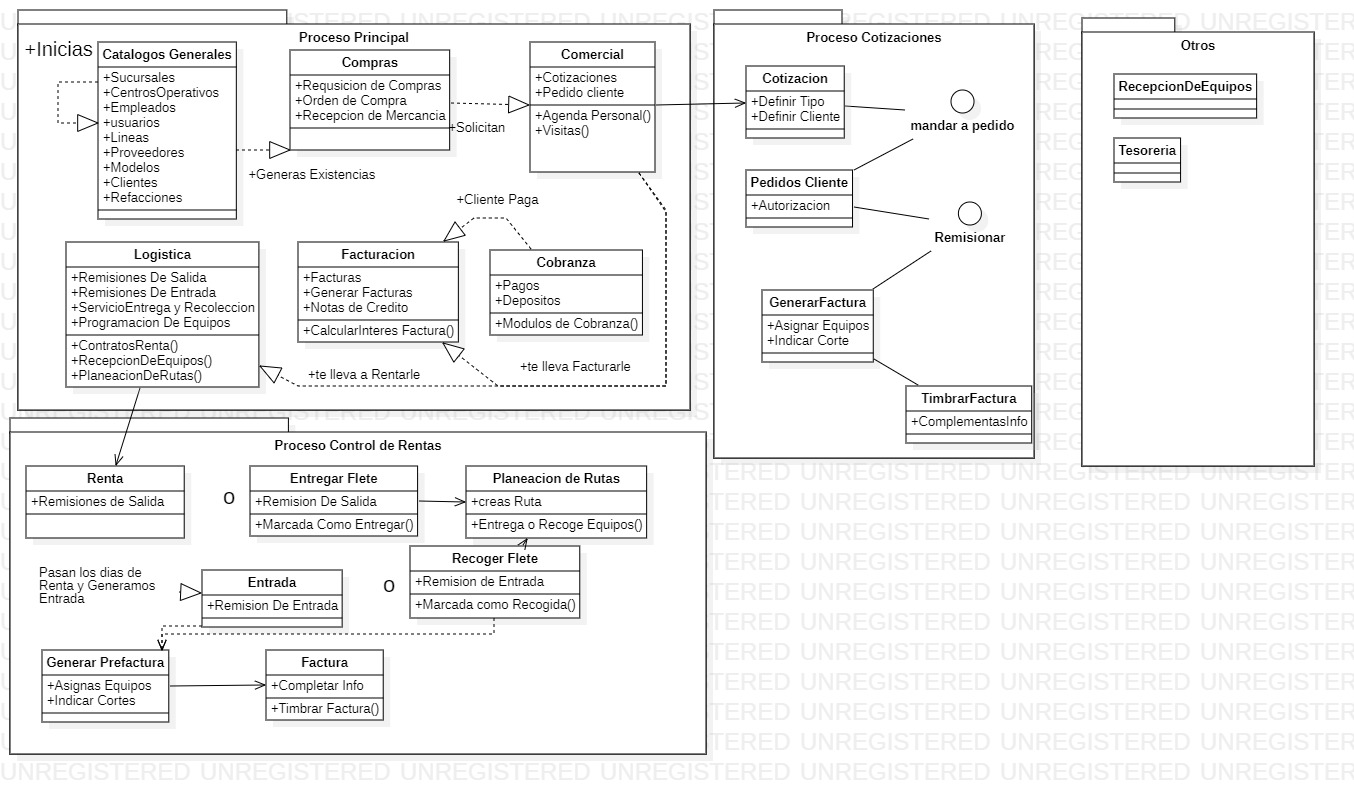 Proceso Principal
+Inicias
Catalogos Generales
+Sucursales
+CentrosOperativos
+Empleados
+usuarios
+Lineas
+Proveedores
+Modelos
+Clientes
+Refacciones
Compras
+Requsicion de Compras
+Orden de Compra
+Recepcion de Mercancia
+Solicitan
+Generas Existencias
Comercial
+Cotizaciones
+Pedido cliente
+Agenda Personal()
+Visitas()
+Cliente Paga
Logistica
+Remisiones De Salida
+Remisiones De Entrada
+ServicioEntrega y Recoleccion
+Programacion De Equipos
+ContratosRenta()
+RecepcionDeEquipos()
+PlaneacionDeRutas()
Facturacion
+Facturas
+Generar Facturas
+Notas de Credito
+CalcularInteres Factura()
Cobranza
+Pagos
+Depositos
+Modulos de Cobranza()
+te lleva a Rentarle
+te lleva Facturarle
Proceso Cotizaciones
Cotizacion
+Definir Tipo
+Definir Cliente
mandar a pedido
Pedidos Cliente
+Autorizacion
Remisionar
GenerarFactura
+Asignar Equipos
+Indicar Corte
TimbrarFactura
+ComplementasInfo
Otros
RecepcionDeEquipos
Tesoreria
Proceso Control de Rentas
Renta
+Remisiones de Salida
O
Entregar Flete
+Remision De Salida
+Marcada Como Entregar()
Planeacion de Rutas
+creas Ruta
+Entrega o Recoge Equipos()
Pasan los dias de
Renta y Generamos
Entrada
Entrada
+Remision De Entrada
O
Recoger Flete
+Remision de Entrada
+Marcada como Recogida()
Generar Prefactura
+Asignas Equipos
+Indicar Cortes
Factura
+Completar Info
+Timbrar Factura()
UNREGISTERED UNREGISTERED UNREGISTERED UNREGISTERED UNREGISTERED UNREGISTERED UNREGISTERED